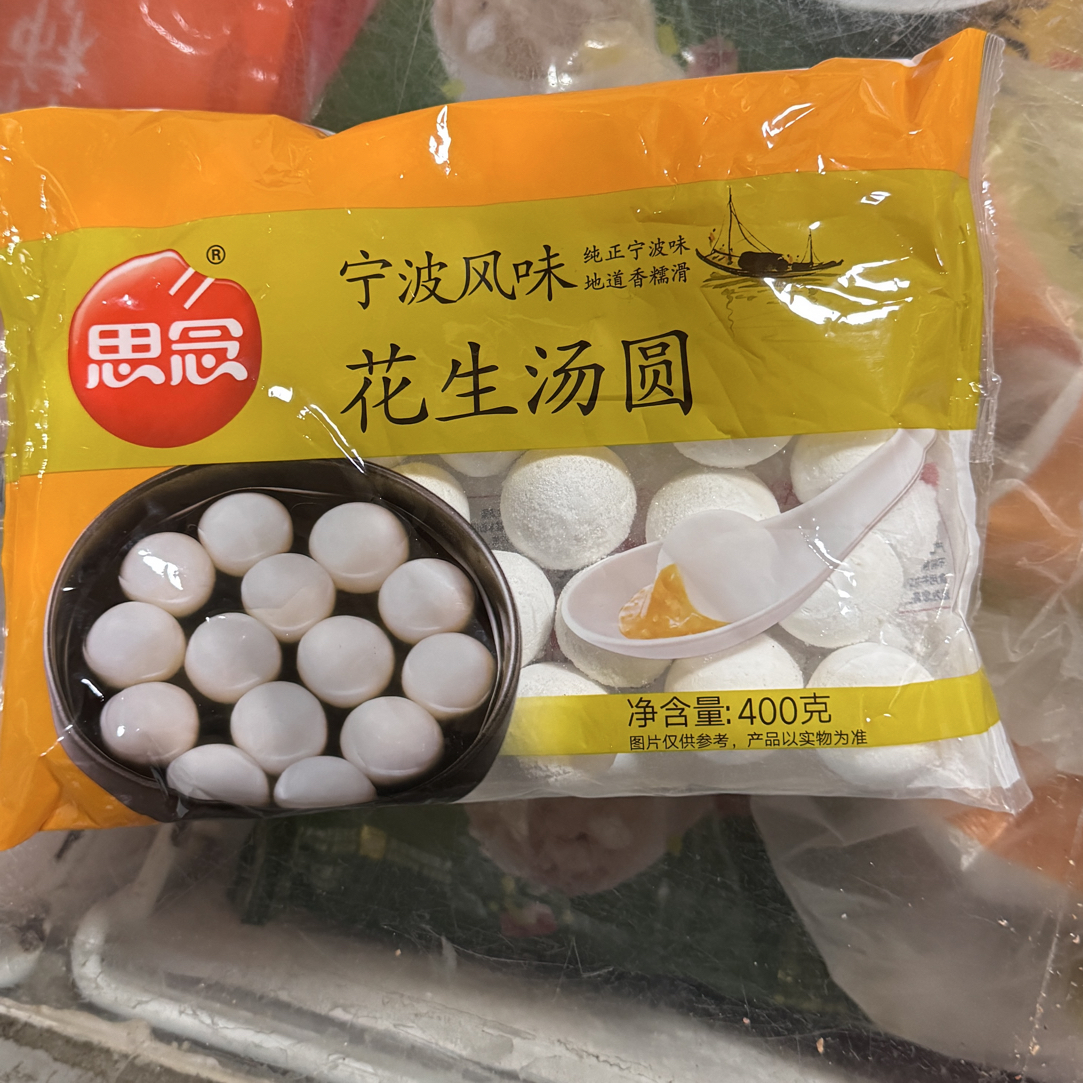 思念®
宁波风味
纯正宁波味
地道香糯滑
花生汤圆
净含量:400克
图片仅供参考，产品以实物为准